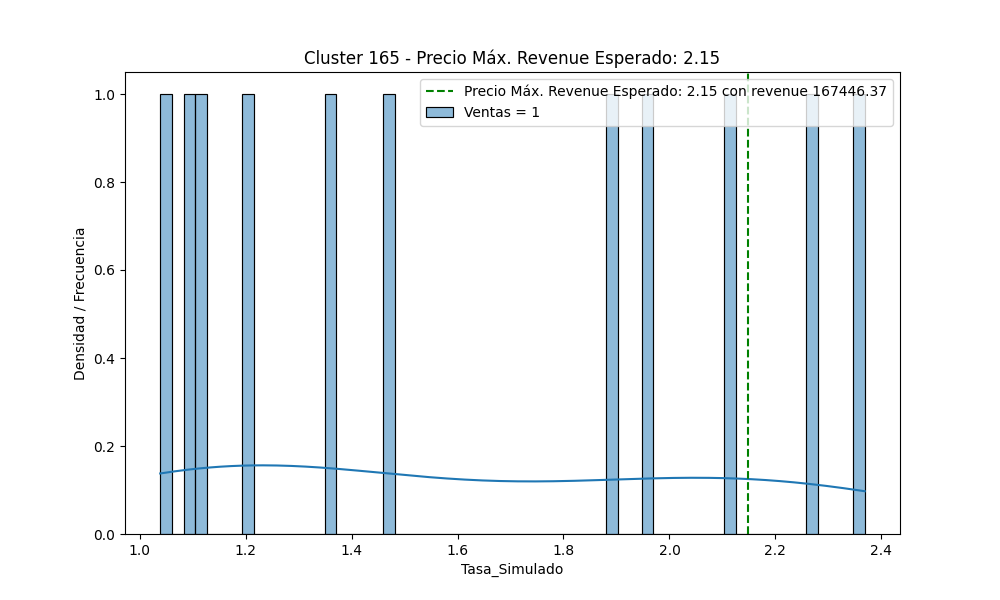 Cluster 165 - Precio Máx. Revenue Esperado: 2.15
Precio Máx. Revenue Esperado: 2.15 con revenue 167446.37
Ventas = 1
Densidad / Frecuencia
1.0
0.8
0.6
0.4
0.2
0.0
1.0 1.2 1.4 1.6 1.8 2.0 2.2 2.4
Tasa_Simulado